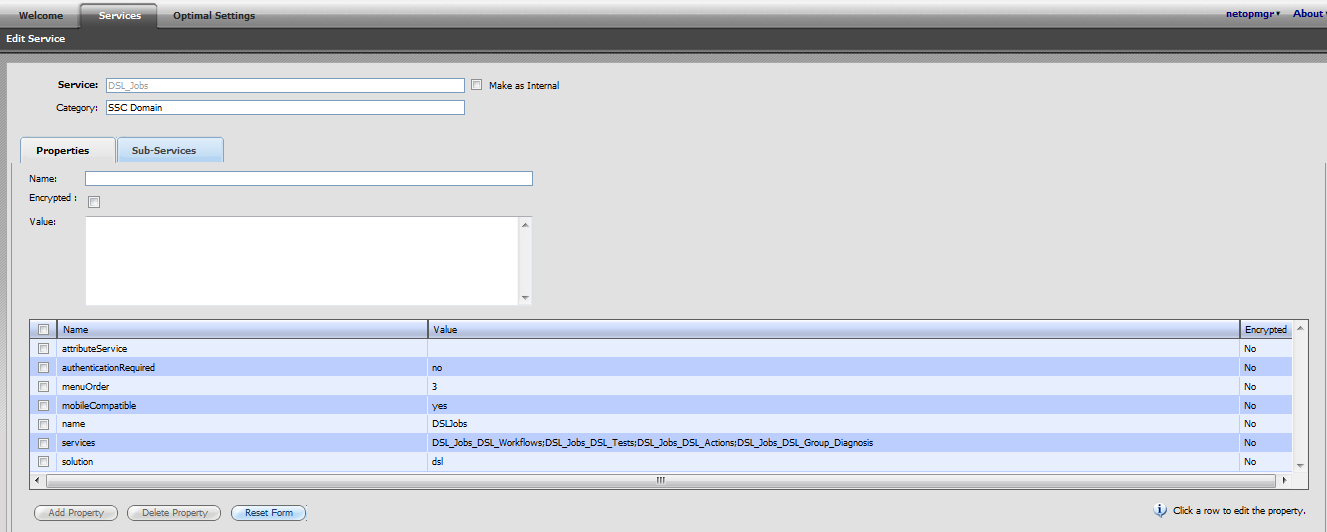 Welcome Services Optimal Settings netopmgr About
Edit Service
Service: DSL_Jobs Make as Internal
Category: SSC Domain
Properties Sub-Services
Name:
Encrypted :
Value:
Name Value Encrypted
attributeService No
authenticationRequired no No
menuOrder 3 No
mobileCompatible yes No
name DSLJobs No
services DSL_Jobs_DSL_Workflows;DSL_Jobs_DSL_Tests;DSL_Jobs_DSL_Actions;DSL_Jobs_DSL_Group_Diagnosis No
solution dsl No
Add Property Delete Property Reset Form Click a row to edit the property.